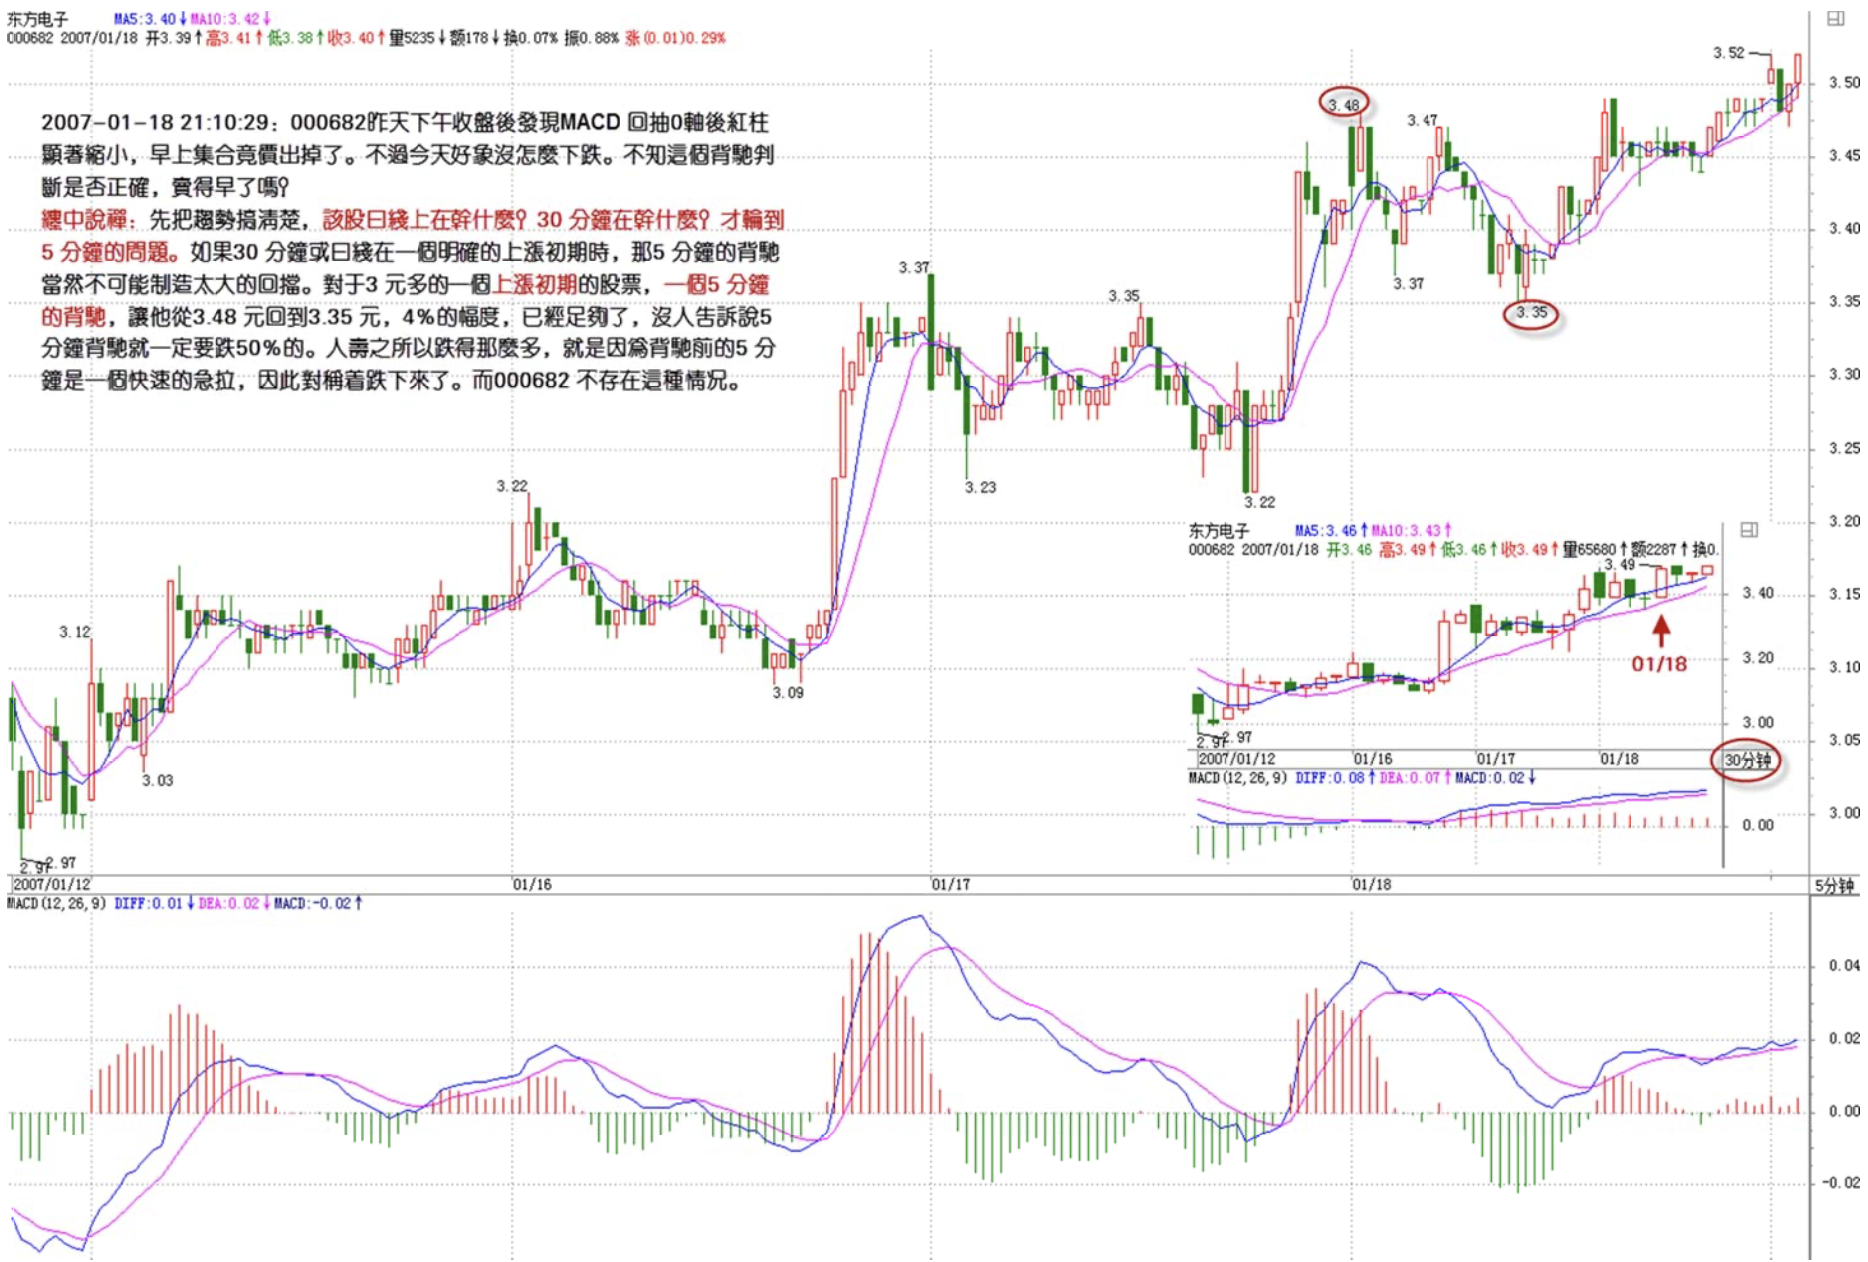 东方电子 MA5:3.40↓MA10:3.42↓
000682 2007/01/18 开3.39↑高3.41↑低3.38↑收3.40↑量5235↓额178↓换0.07% 振0.88% 涨(0.01)0.29%
2007-01-18 21:10:29：000682昨天下午收盤後發現MACD 回抽0軸後紅柱
顯著縮小，早上集合竟價出掉了。不過今天好象沒怎麼下跌。不知這個背馳判
斷是否正確，賣得早了嗎？
纏中說禪：先把趨勢搞清楚，該股日綫上在幹什麼？30 分鐘在幹什麼？才輪到
5 分鐘的問題。如果30 分鐘或日綫在一個明確的上漲初期時，那5 分鐘的背馳
當然不可能制造太大的回擋。對于3 元多的一個上漲初期的股票，一個5 分鐘
的背馳，讓他從3.48 元回到3.35 元，4%的幅度，已經足夠了，沒人告訴說5
分鐘背馳就一定要跌50%的。人壽之所以跌得那麼多，就是因爲背馳前的5 分
鐘是一個快速的急拉，因此對稱着跌下來了。而000682 不存在這種情况。
3.52
3.50
3.48
3.47
3.45
3.40
3.37
3.37
3.35
3.35
3.35
3.30
3.25
3.23
3.22
3.22
3.20
3.15
3.12
3.10
3.09
3.05
3.03
3.00
2.97
2.97
东方电子 MA5:3.46↑MA10:3.43↑
000682 2007/01/18 开3.46 高3.49↑低3.46↑收3.49↑量65680↑额2287↑换0.
3.49
3.40
01/18
3.20
3.00
2.97
2.97
2007/01/12 01/16 01/17 01/18 30分钟
MACD(12,26,9) DIFF:0.08↑DEA:0.07↑MACD:0.02↓
0.00
2007/01/12 01/16 01/17 01/18 5分钟
MACD(12,26,9) DIFF:0.01↓DEA:0.02↓MACD:-0.02↑
0.04
0.02
0.00
-0.02